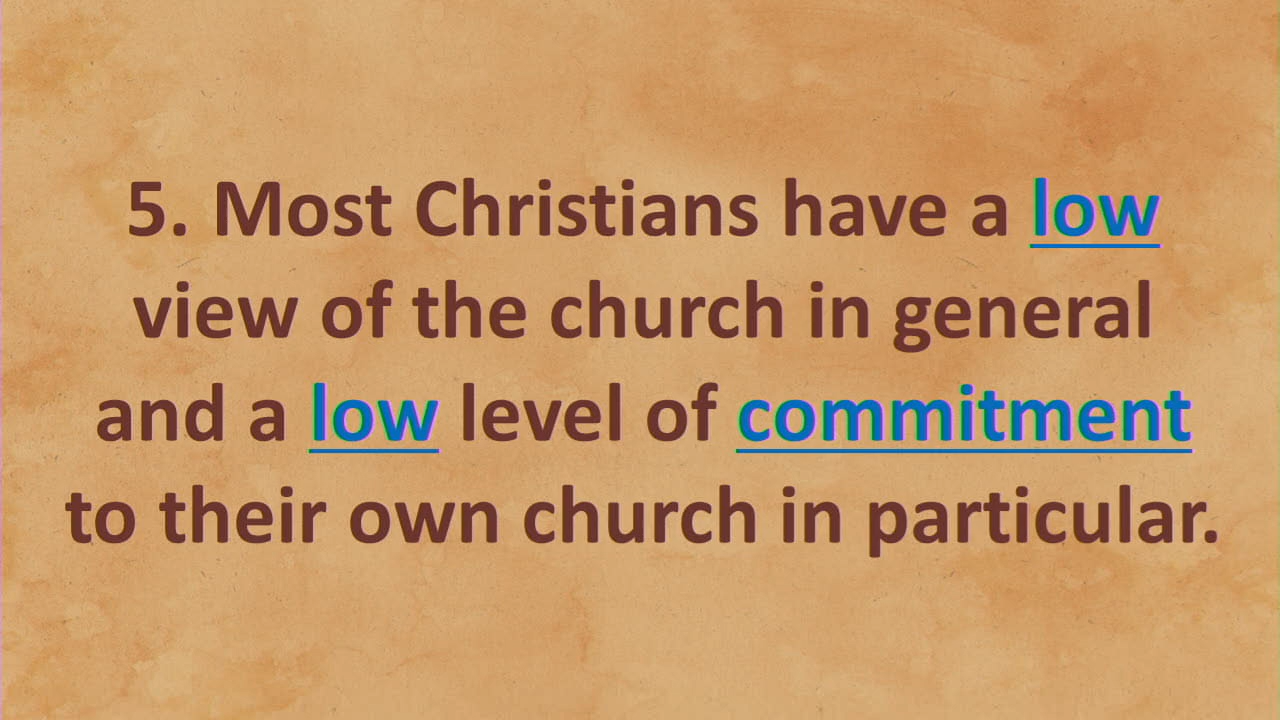 5. Most Christians have a low
view of the church in general
and a low level of commitment
to their own church in particular.